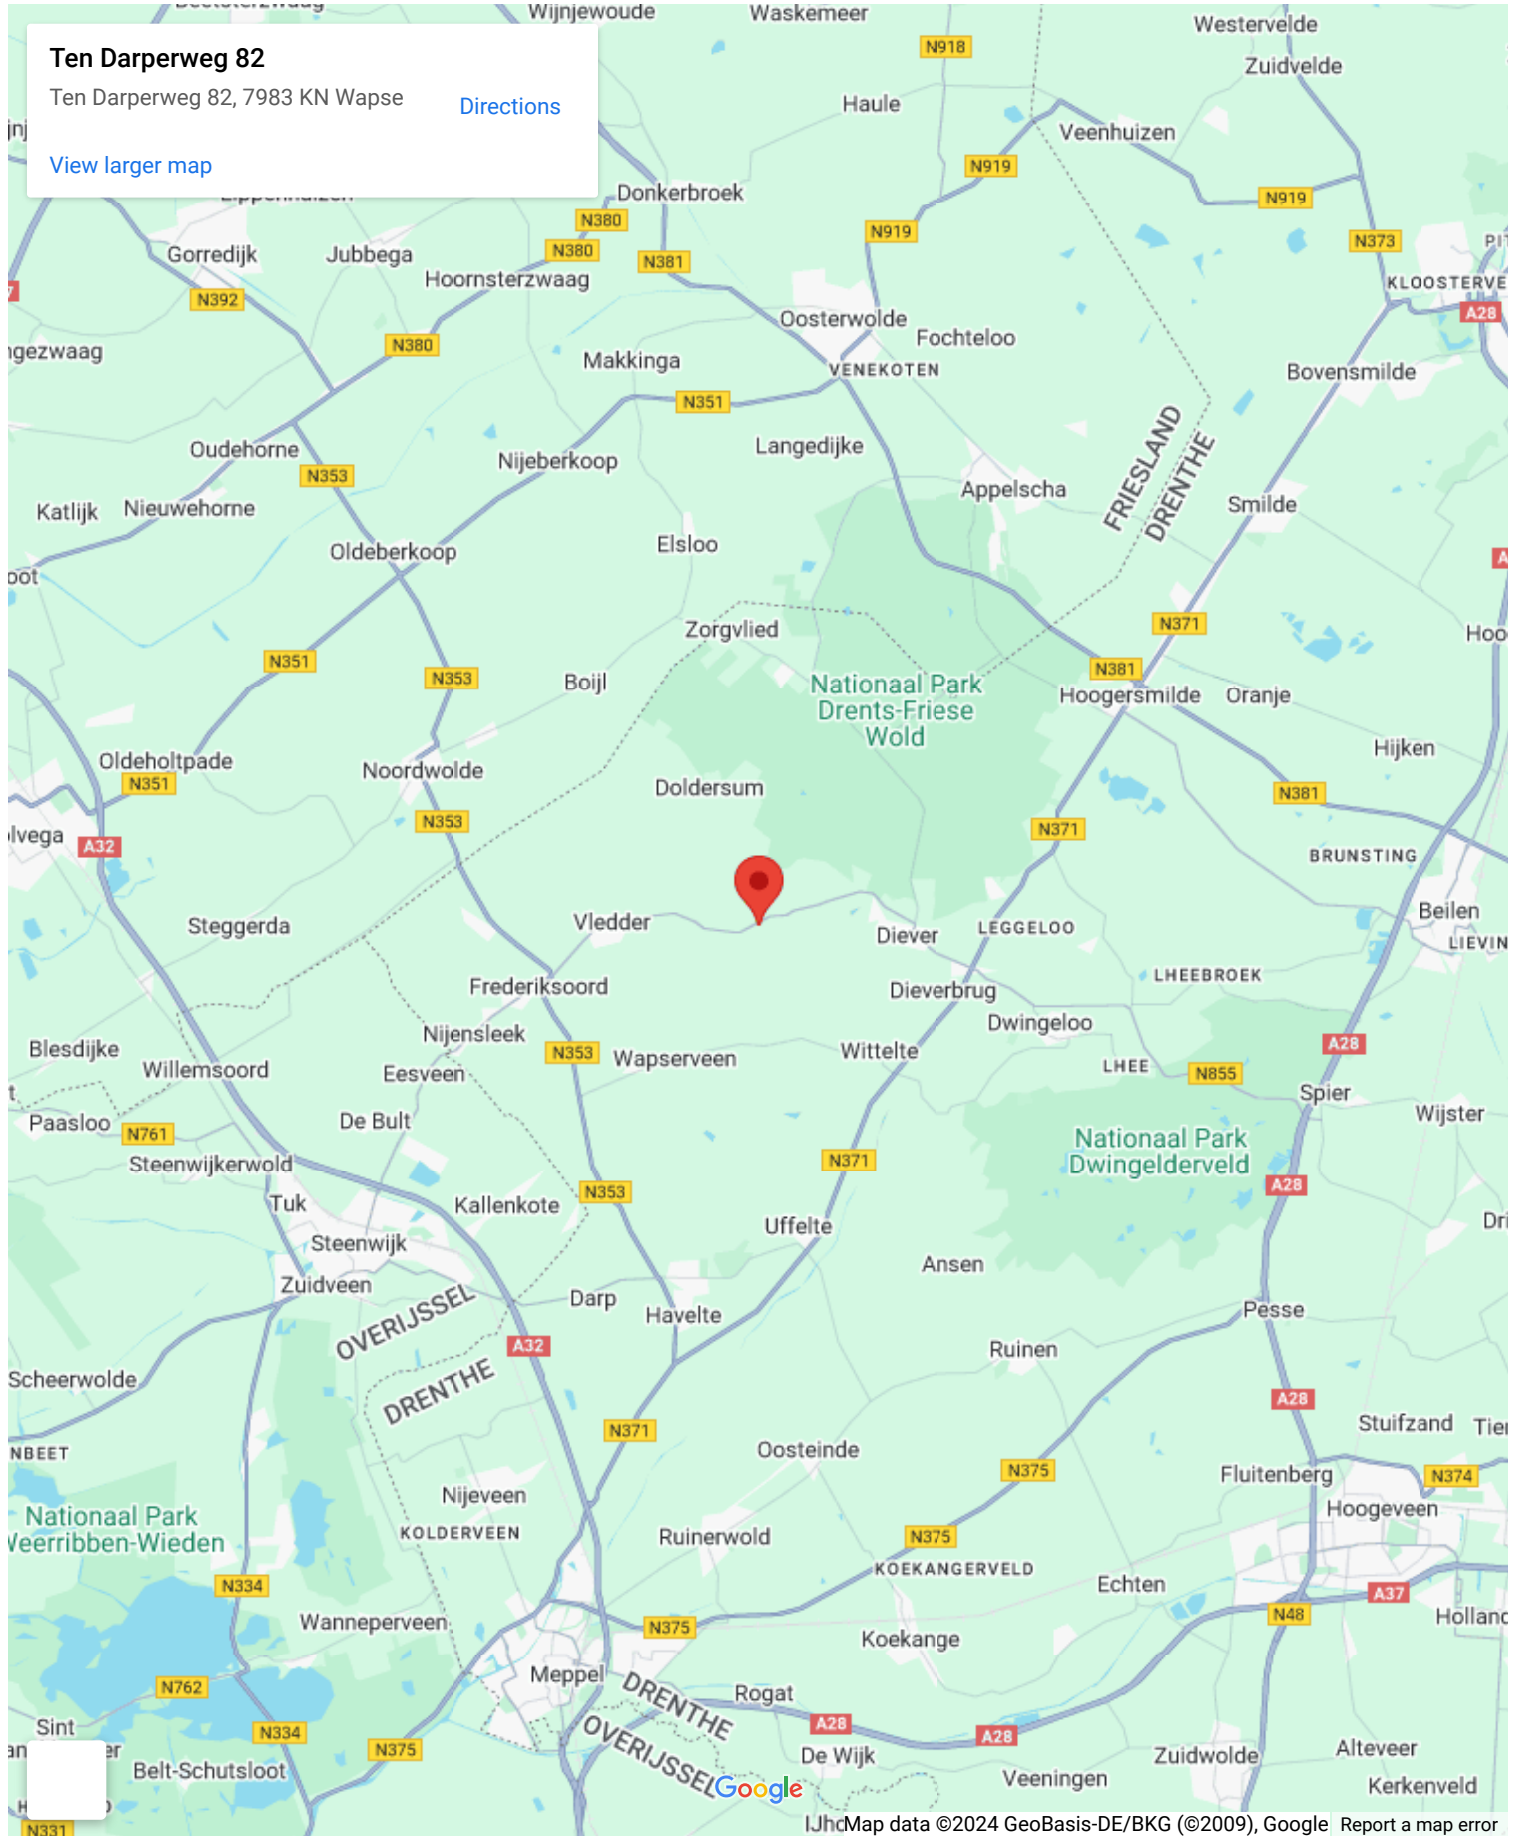 Wijnjewoude
Waskemeer
Westervelde
Ten Darperweg 82
Ten Darperweg 82, 7983 KN Wapse
Directions
View larger map
N918
Zuidvelde
Haule
Veenhuizen
N919
Donkerbroek
N919
N380
N919
N373
N380
N381
Gorredijk
Jubbega
Hoornsterzwaag
KLOOSTERVE
N392
A28
Oosterwolde
Fochteloo
N380
Makkinga
VENEKOTEN
Bovensmilde
N351
FRIESLAND
DRENTHE
Oudehorne
Langedijke
Nijeberkoop
N353
Appelscha
Katlijk
Nieuwehorne
Smilde
Oldeberkoop
Elsloo
Zorgvlied
N371
N351
N381
N353
Boijl
Nationaal Park
Drents-Friese
Wold
Hoogersmilde
Oranje
Oldeholtpade
Noordwolde
Hijken
N351
Doldersum
N381
N353
N371
A32
BRUNSTING
Vledder
Diever
LEGGELOO
Beilen
Steggerda
Frederiksoord
Dieverbrug
LHEEBROEK
Nijensleek
Dwingeloo
Blesdijke
N353
Wapserveen
Wittelte
A28
Willemsoord
Eesveen
LHEE
N855
Spier
Paasloo
De Bult
Wijster
N761
Nationaal Park
Dwingelderveld
Steenwijkerwold
N371
A28
Tuk
Kallenkote
N353
Steenwijk
Uffelte
Ansen
Zuidveen
OVERIJSSEL
DRENTHE
Darp
Havelte
Pesse
A32
Ruinen
Scheerwolde
A28
N371
Oosteinde
Stuifzand
N375
Fluitenberg
N374
Nijeveen
Hoogeveen
Nationaal Park
Weerribben-Wieden
KOLDERVEEN
Ruinerwold
N375
KOEKANGERVELD
N334
Echten
A37
Wanneperveen
N375
N48
Koekange
Meppel
N762
DRENTHE
OVERIJSSEL
Rogat
Sint
N334
A28
A28
N375
De Wijk
Zuidwolde
Alteveer
Belt-Schutsloot
Veeningen
Kerkenveld
Google
N331
Map data ©2024 GeoBasis-DE/BKG (©2009), Google
Report a map error